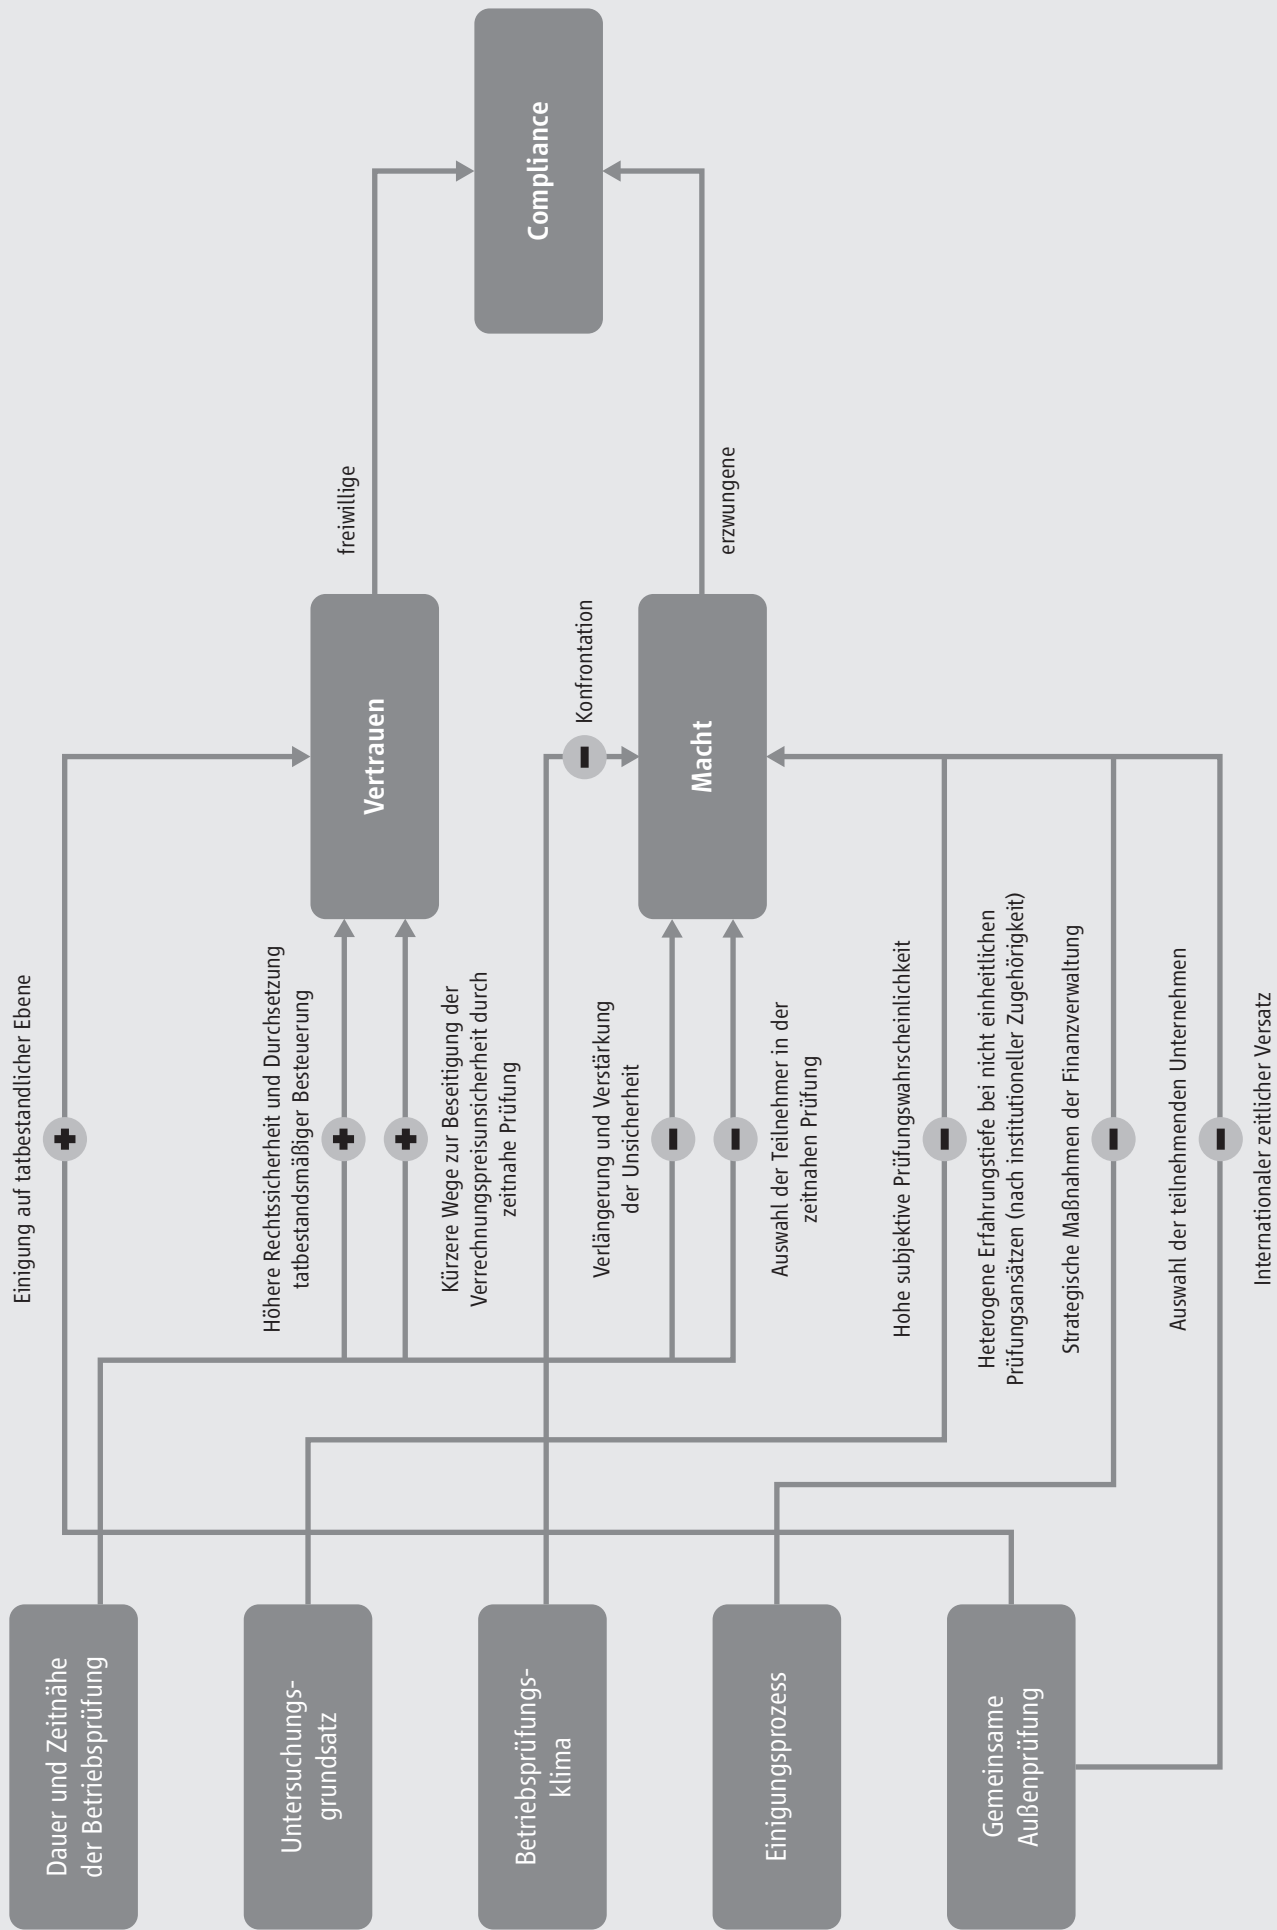 Dauer und Zeitnähe
der Betriebsprüfung
Untersuchungs-
grundsatz
Betriebsprüfungs-
klima
Einigungsprozess
Gemeinsame
Außenprüfung
Einigung auf tatbestandlicher Ebene
+
Höhere Rechtssicherheit und Durchsetzung
tatbestandsmäßiger Besteuerung
+
+
Kürzere Wege zur Beseitigung der
Verrechnungspreisunsicherheit durch
zeitnahe Prüfung
Verlängerung und Verstärkung
der Unsicherheit
–
–
Auswahl der Teilnehmer in der
zeitnahen Prüfung
Hohe subjektive Prüfungswahrscheinlichkeit
–
Heterogene Erfahrungstiefe bei nicht einheitlichen
Prüfungsansätzen (nach institutioneller Zugehörigkeit)
Strategische Maßnahmen der Finanzverwaltung
–
Auswahl der teilnehmenden Unternehmen
–
Internationaler zeitlicher Versatz
Vertrauen
–
Konfrontation
Macht
freiwillige
erzwungene
Compliance